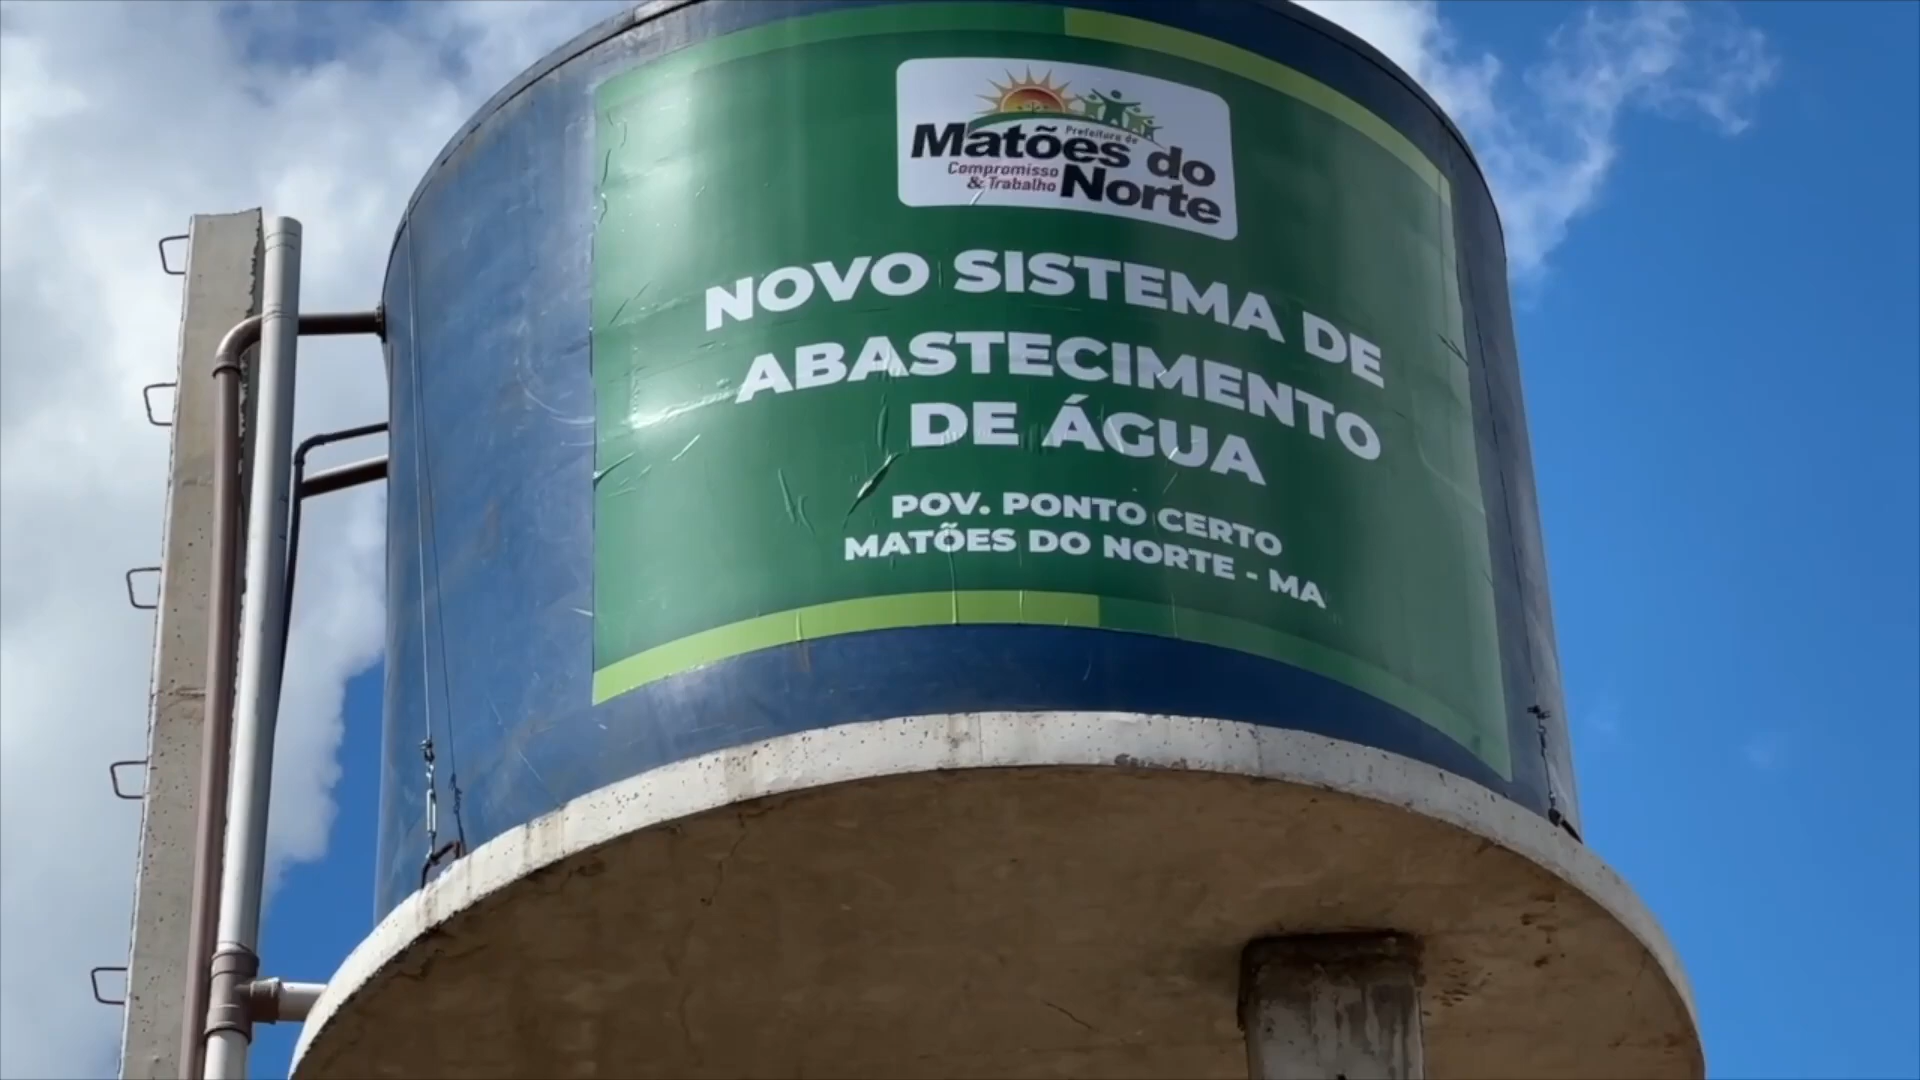 Prefeitura de
Matões do
Norte
Compromisso
& Trabalho
NOVO SISTEMA DE
ABASTECIMENTO
DE ÁGUA
POV. PONTO CERTO
MATÕES DO NORTE - MA